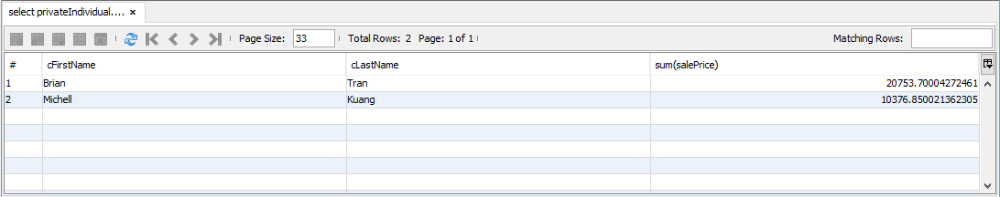 select privateIndividual.... ×
Page Size: 33 Total Rows: 2 Page: 1 of 1 Matching Rows:
# cFirstName cLastName sum(salePrice)
1 Brian Tran 20753.70004272461
2 Michell Kuang 10376.850021362305